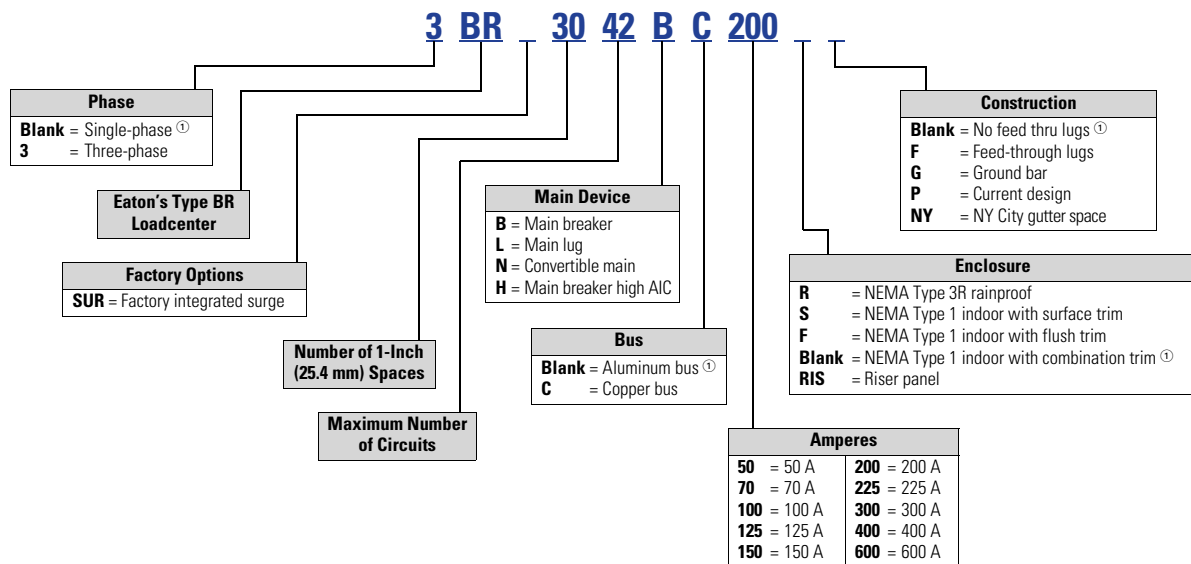 3 BR _ 30 42 B C 200 _ _
Phase
Blank = Single-phase ①
3 = Three-phase
Eaton's Type BR
Loadcenter
Factory Options
SUR = Factory integrated surge
Number of 1-Inch
(25.4 mm) Spaces
Maximum Number
of Circuits
Main Device
B = Main breaker
L = Main lug
N = Convertible main
H = Main breaker high AIC
Bus
Blank = Aluminum bus ①
C = Copper bus
Amperes
50 = 50 A
70 = 70 A
100 = 100 A
125 = 125 A
150 = 150 A
200 = 200 A
225 = 225 A
300 = 300 A
400 = 400 A
600 = 600 A
Enclosure
R = NEMA Type 3R rainproof
S = NEMA Type 1 indoor with surface trim
F = NEMA Type 1 indoor with flush trim
Blank = NEMA Type 1 indoor with combination trim ①
RIS = Riser panel
Construction
Blank = No feed thru lugs ①
F = Feed-through lugs
G = Ground bar
P = Current design
NY = NY City gutter space